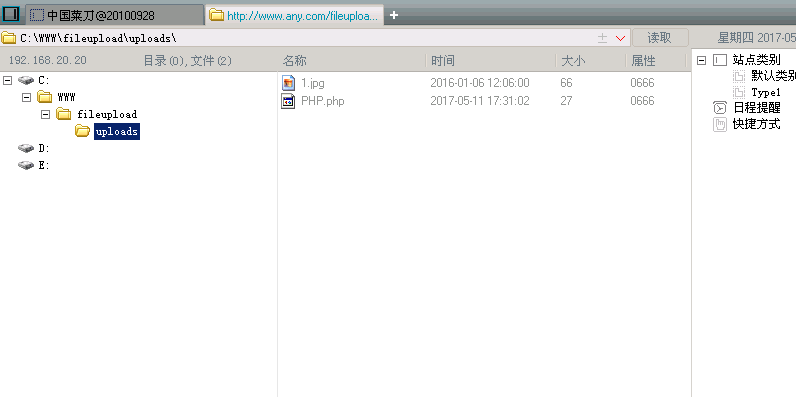 中国菜刀@20100928
http://www.any.com/fileuploa...
C:\WWW\fileupload\uploads\
读取
星期四 2017-05
192.168.20.20
目录(0),文件(2)
名称 时间 大小 属性
C:
WWW
fileupload
uploads
D:
E:
1.jpg 2016-01-06 12:06:00 66 0666
PHP.php 2017-05-11 17:31:02 27 0666
站点类别
默认类别
Type1
日程提醒
快捷方式